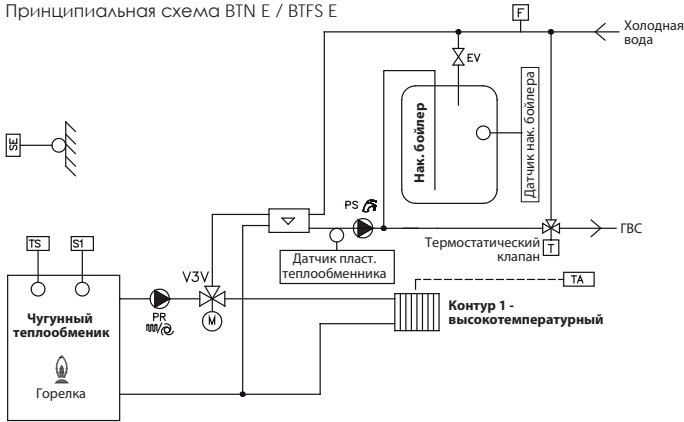 Принципиальная схема BTN E / BTFS E
F
Холодная
вода
EV
Нак. бойлер
Датчик нак. бойлера
SE
PS
ГВС
Термостатический
клапан
T
Датчик пласт.
теплообменника
TS
S1
V3V
TA
M
PR
Чугунный
теплообменик
Горелка
Контур 1 -
высокотемпературный